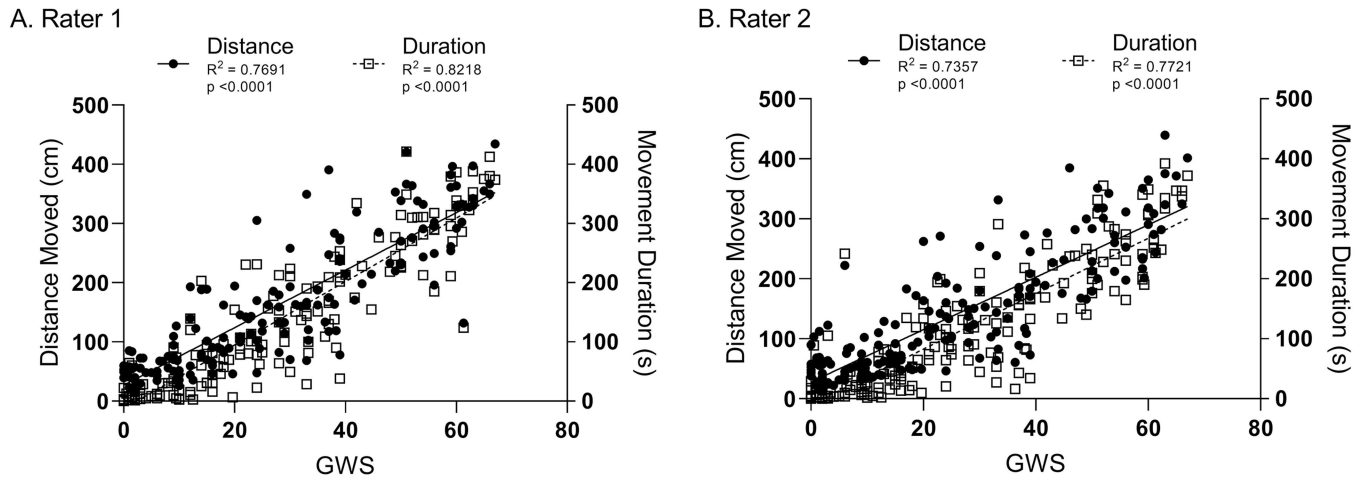 A. Rater 1
Distance
R² = 0.7691
p <0.0001
Duration
R² = 0.8218
p <0.0001
Distance Moved (cm)
500
400
300
200
100
0
500
400
300
200
100
0
Movement Duration (s)
0 20 40 60 80
GWS
B. Rater 2
Distance
R² = 0.7357
p <0.0001
Duration
R² = 0.7721
p <0.0001
Distance Moved (cm)
500
400
300
200
100
0
500
400
300
200
100
0
Movement Duration (s)
0 20 40 60 80
GWS